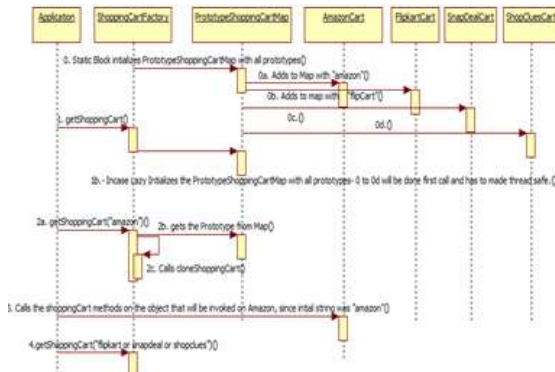 Application
ShoppingCartFactory
PrototypeShoppingCartMap
AmazonCart
FlipkartCart
SnapDealCart
ShopCluesCart
0. Static Block intializes PrototypeShoppingCartMap with all prototypes()
0a. Adds to Map with "amazon"()
0b. Adds to map with "flipCart"()
1. getShoppingCart()
0c.()
0d.()
1b.- Incase Lazy Intializes the PrototypeShoppingCartMap with all prototypes- 0 to 0d will be done first call and has to made thread safe.()
2a. getShoppingCart("amazon")()
2b. gets the Prototype from Map()
2c. Calls cloneShoppingCart()
3. Calls the shoppingCart methods on the object that will be invoked on Amazon, since intal string was "amazon"()
4.getShoppingCart("flipkart or snapdeal or shopclues")()